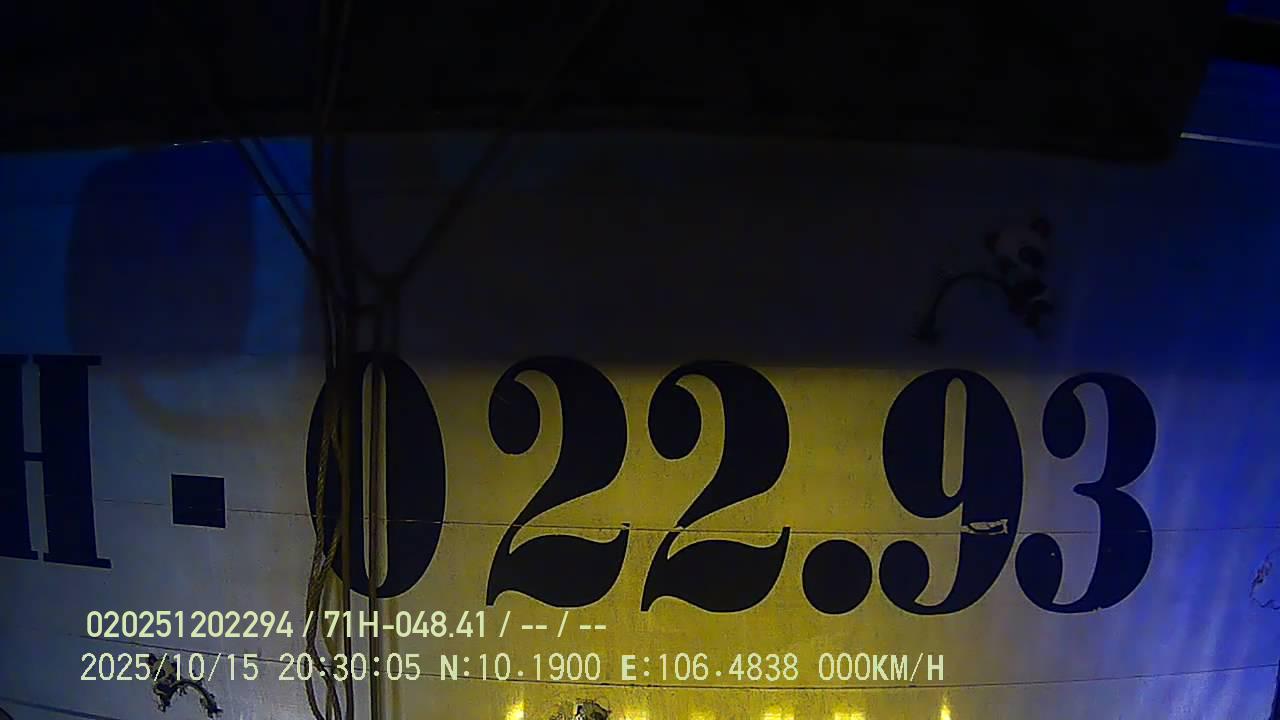 H-022.93
020251202294 / 71H-048.41 / -- / --
2025/10/15 20:30:05 N:10.1900 E:106.4838 000KM/H